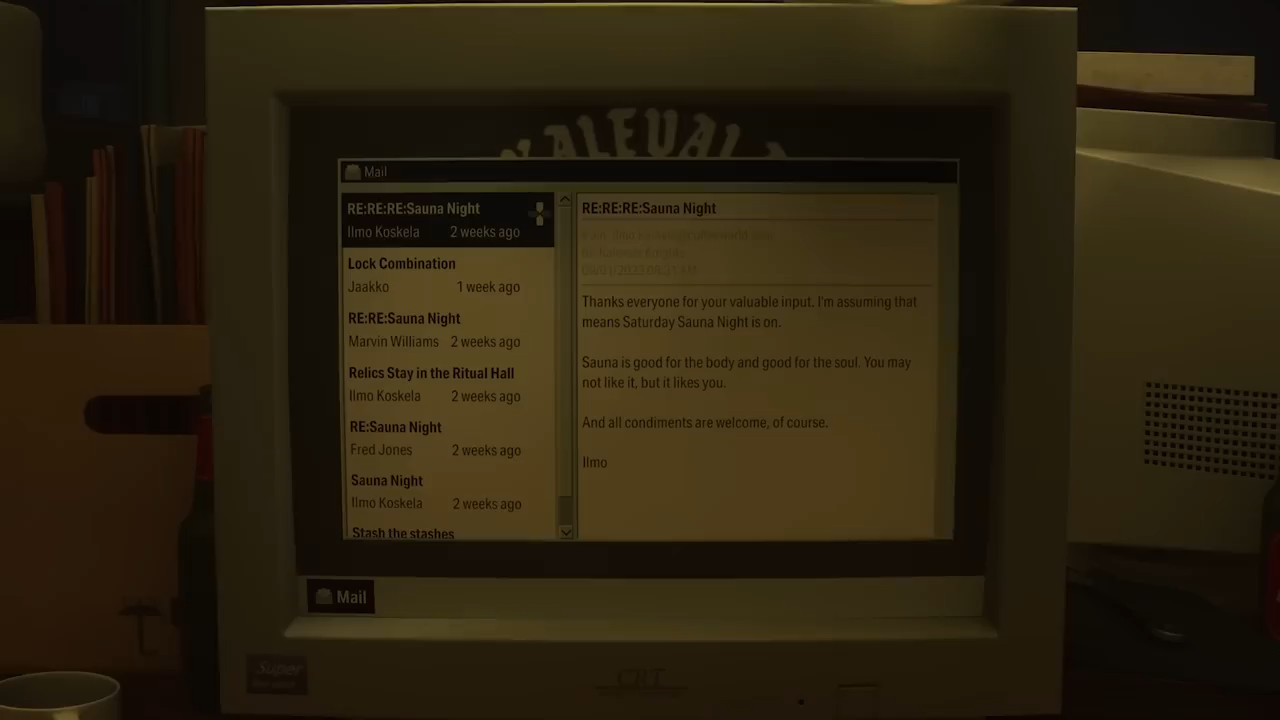 KALEVALA
Mail
RE:RE:RE:Sauna Night
Ilmo Koskela 2 weeks ago
Lock Combination
Jaakko 1 week ago
RE:RE:Sauna Night
Marvin Williams 2 weeks ago
Relics Stay in the Ritual Hall
Ilmo Koskela 2 weeks ago
RE:Sauna Night
Fred Jones 2 weeks ago
Sauna Night
Ilmo Koskela 2 weeks ago
Stash the stashes
RE:RE:RE:Sauna Night
Thanks everyone for your valuable input. I'm assuming that
means Saturday Sauna Night is on.
Sauna is good for the body and good for the soul. You may
not like it, but it likes you.
And all condiments are welcome, of course.
Ilmo
Mail
Super
CRT